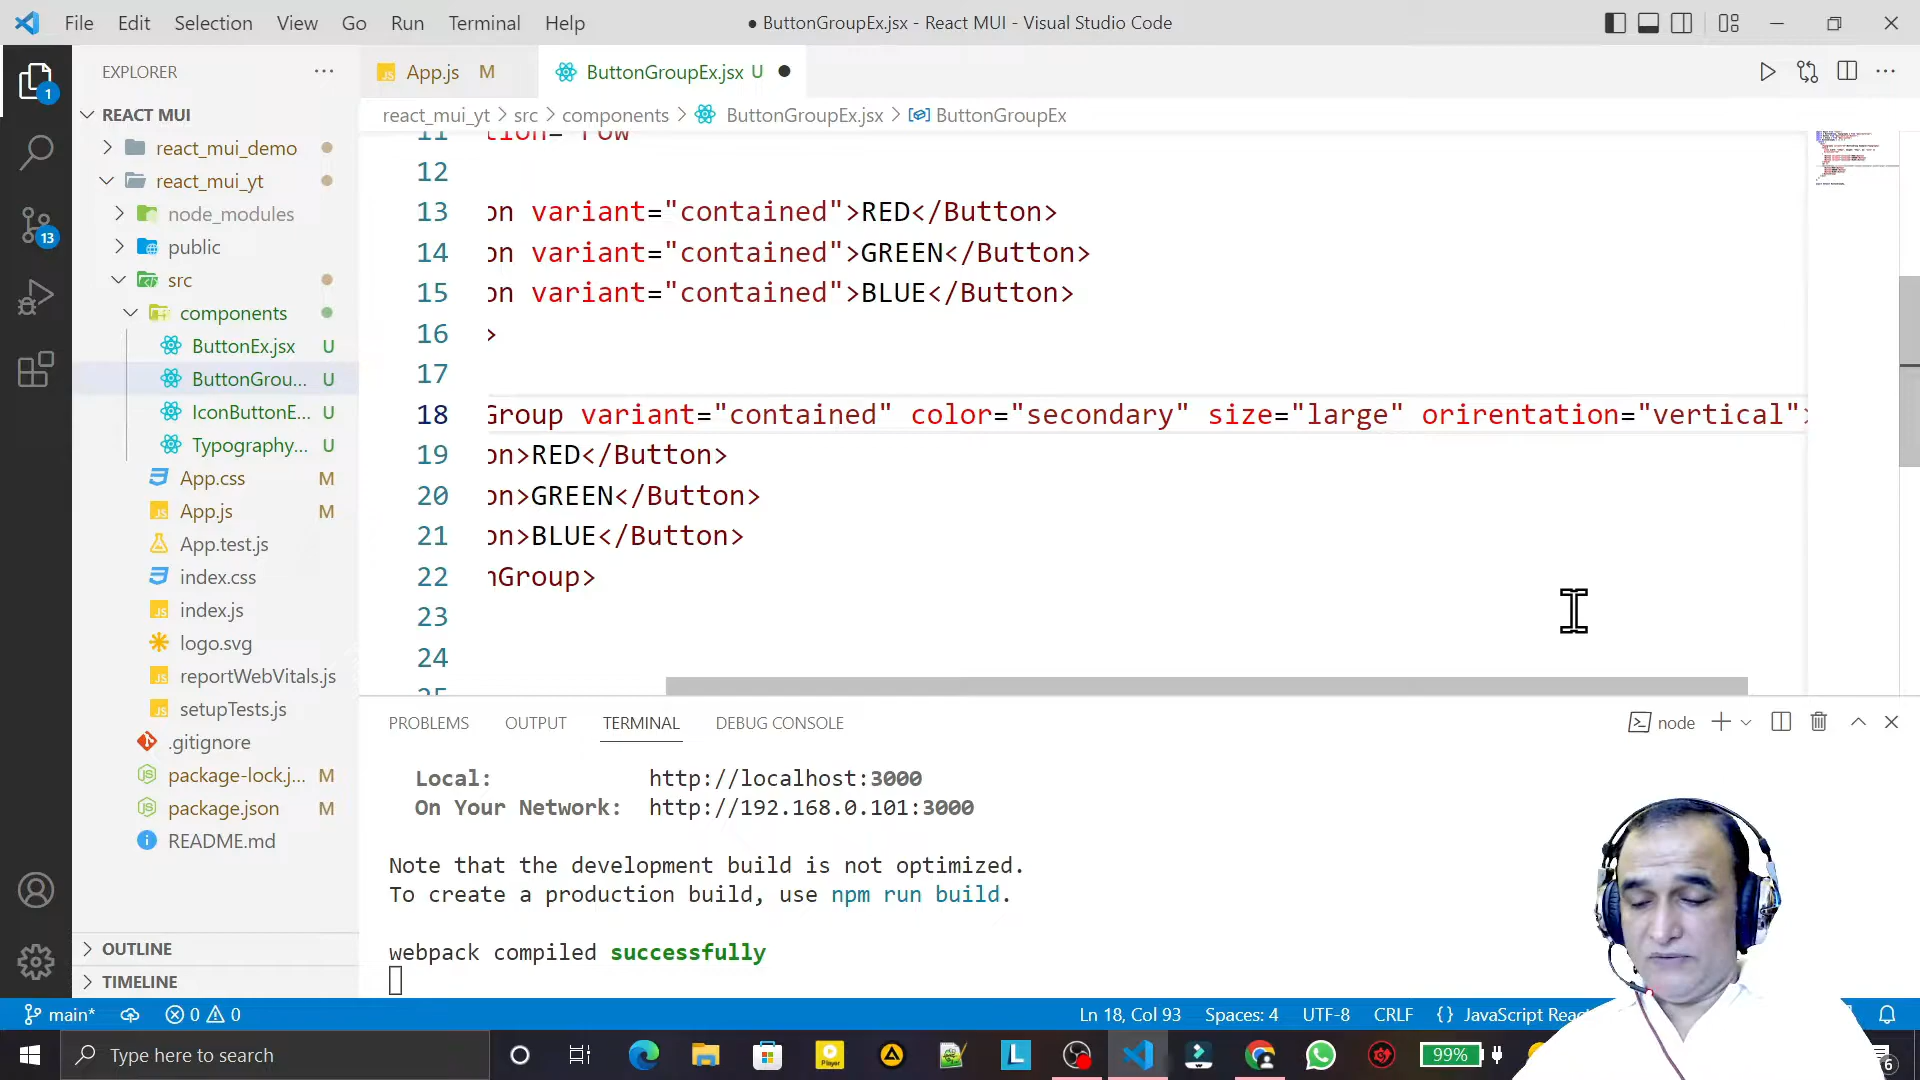 File Edit Selection View Go Run Terminal Help
● ButtonGroupEx.jsx - React MUI - Visual Studio Code
EXPLORER ···
App.js M
ButtonGroupEx.jsx U ●
react_mui_yt > src > components > ButtonGroupEx.jsx > ButtonGroupEx
1
REACT MUI
react_mui_demo
react_mui_yt
node_modules
public
13
src
components
ButtonEx.jsx U
ButtonGrou... U
IconButtonE... U
Typography... U
App.css M
App.js M
App.test.js
index.css
index.js
logo.svg
reportWebVitals.js
setupTests.js
.gitignore
package-lock.j... M
package.json M
README.md
OUTLINE
TIMELINE
11 tion="row"
12
13 on variant="contained">RED</Button>
14 on variant="contained">GREEN</Button>
15 on variant="contained">BLUE</Button>
16 >
17
18 Group variant="contained" color="secondary" size="large" orirentation="vertical">
19 on>RED</Button>
20 on>GREEN</Button>
21 on>BLUE</Button>
22 nGroup>
23
24
25
PROBLEMS OUTPUT TERMINAL DEBUG CONSOLE
node
Local: http://localhost:3000
On Your Network: http://192.168.0.101:3000
Note that the development build is not optimized.
To create a production build, use npm run build.
webpack compiled successfully
main* 0 0
Ln 18, Col 93 Spaces: 4 UTF-8 CRLF {} JavaScript Reac
Type here to search
Player
L
99%
6